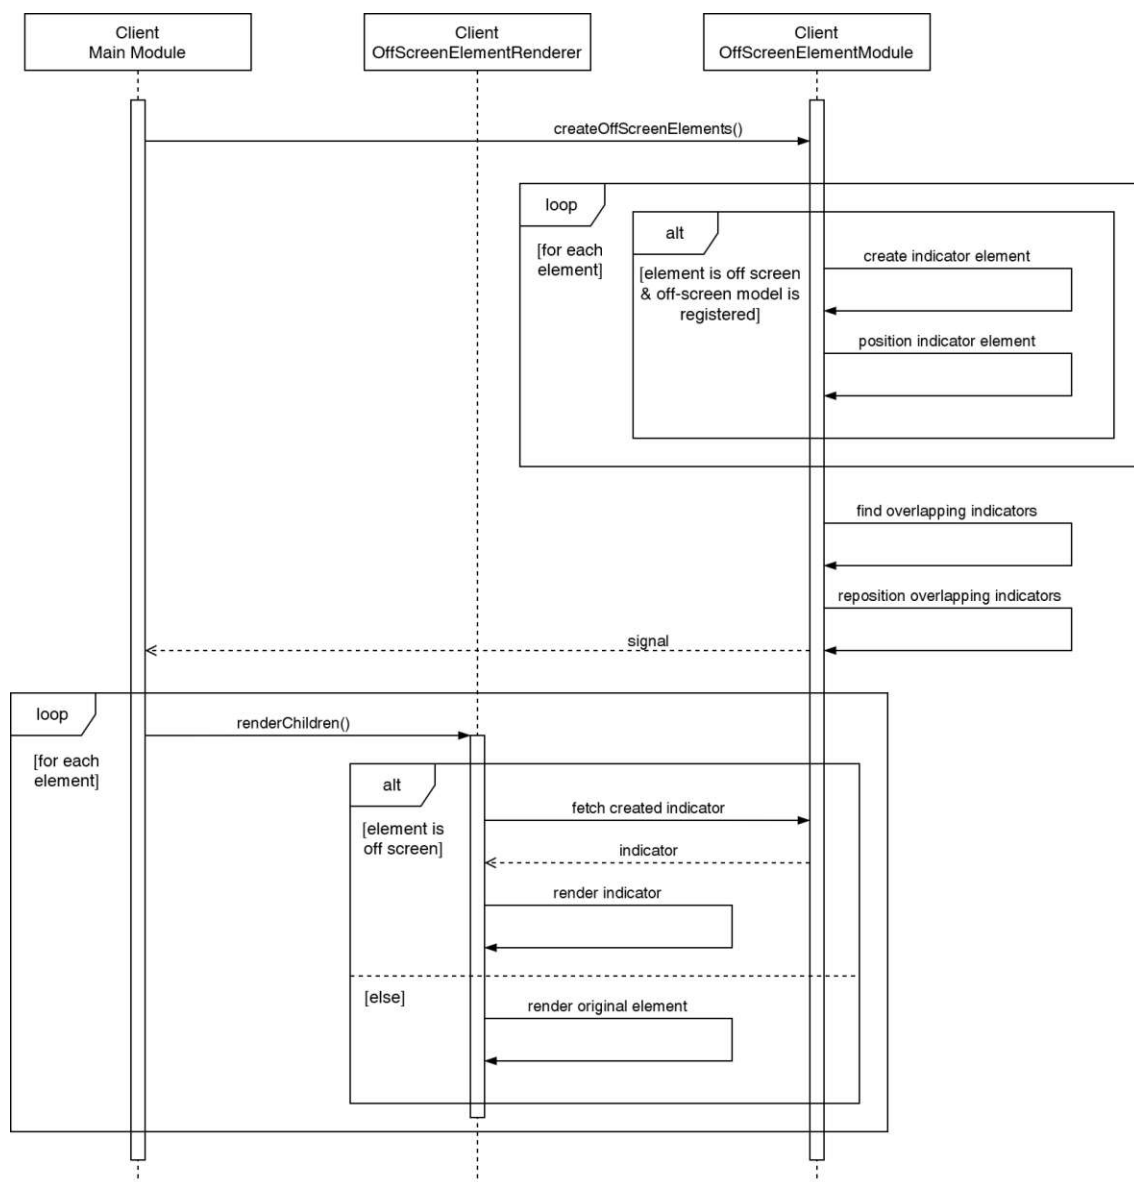 Client
Main Module
Client
OffScreenElementRenderer
Client
OffScreenElementModule
createOffScreenElements()
loop
[for each
element]
alt
[element is off screen
& off-screen model is
registered]
create indicator element
position indicator element
find overlapping indicators
reposition overlapping indicators
signal
loop
[for each
element]
renderChildren()
alt
[element is
off screen]
fetch created indicator
indicator
render indicator
[else]
render original element